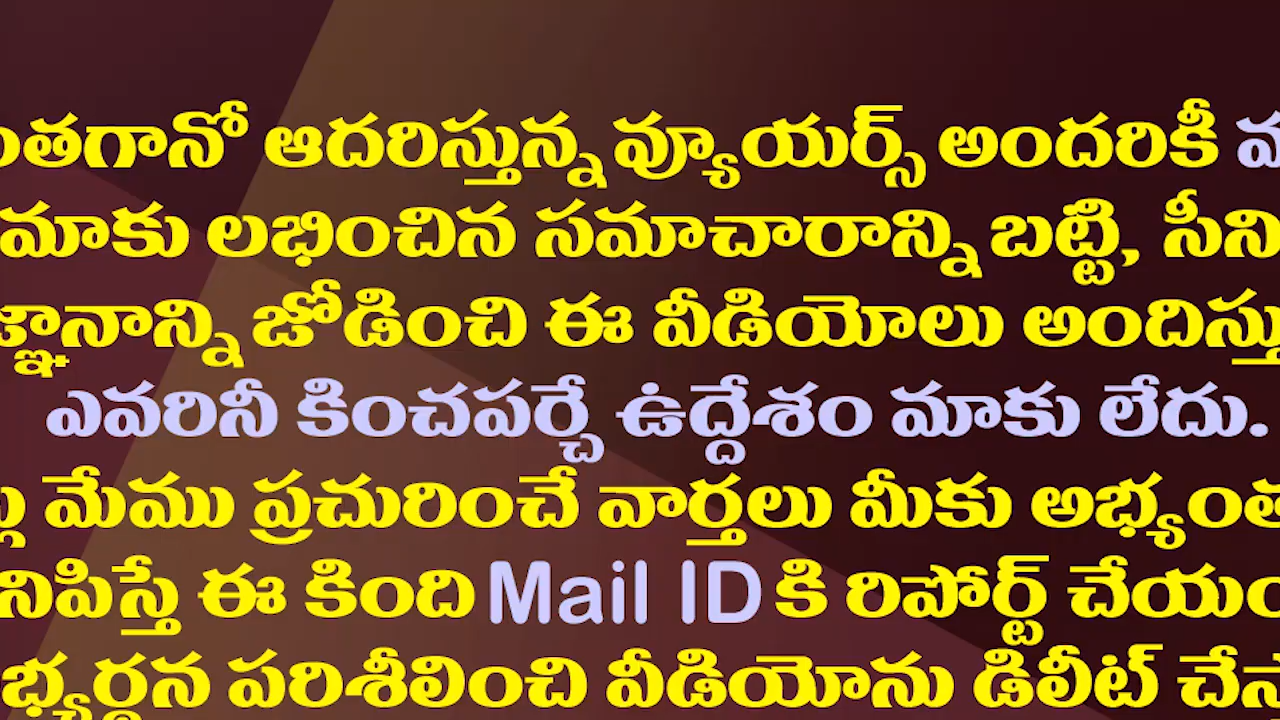 ఆదరిస్తున్న వ్యూయర్స్ అందరికీ
మాకు లభించిన సమాచారాన్ని బట్టి,
జోడించి ఈ వీడియోలు
ఎవరినీ కించపర్చే ఉద్దేశం మాకు లేదు.
మేము ప్రచురించే వార్తలు మీకు
ఈ కింది Mail ID కి రిపోర్ట్
పరిశీలించి వీడియోను డిలీట్